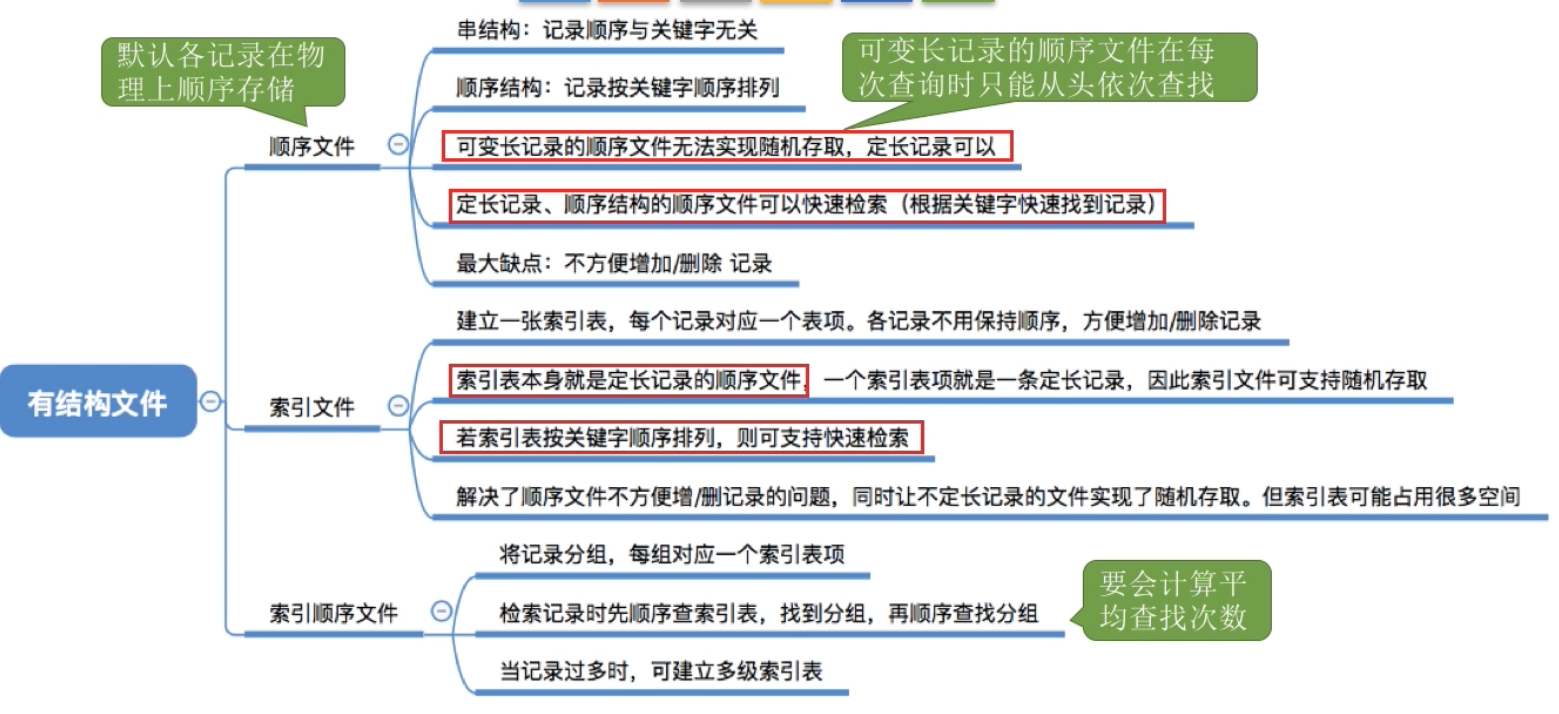 串结构：记录顺序与关键字无关
默认各记录在物
理上顺序存储
可变长记录的顺序文件在每
次查询时只能从头依次查找
顺序结构：记录按关键字顺序排列
顺序文件
可变长记录的顺序文件无法实现随机存取，定长记录可以
定长记录、顺序结构的顺序文件可以快速检索（根据关键字快速找到记录）
最大缺点：不方便增加/删除 记录
有结构文件
索引文件
建立一张索引表，每个记录对应一个表项。各记录不用保持顺序，方便增加/删除记录
索引表本身就是定长记录的顺序文件，一个索引表项就是一条定长记录，因此索引文件可支持随机存取
若索引表按关键字顺序排列，则可支持快速检索
解决了顺序文件不方便增/删记录的问题，同时让不定长记录的文件实现了随机存取。但索引表可能占用很多空间
索引顺序文件
将记录分组，每组对应一个索引表项
检索记录时先顺序查索引表，找到分组，再顺序查找分组
要会计算平
均查找次数
当记录过多时，可建立多级索引表